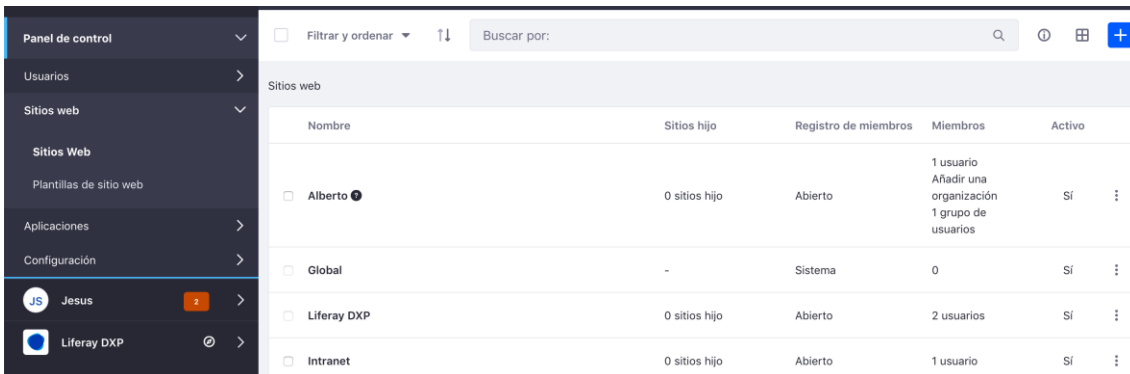 Panel de control
Usuarios
Sitios web
Sitios Web
Plantillas de sitio web
Aplicaciones
Configuración
JS Jesus 2
Liferay DXP
Filtrar y ordenar Buscar por:
Sitios web
Nombre Sitios hijo Registro de miembros Miembros Activo
Alberto ? 0 sitios hijo Abierto 1 usuario Sí
Añadir una
organización
1 grupo de
usuarios
Global - Sistema 0 Sí
Liferay DXP 0 sitios hijo Abierto 2 usuarios Sí
Intranet 0 sitios hijo Abierto 1 usuario Sí